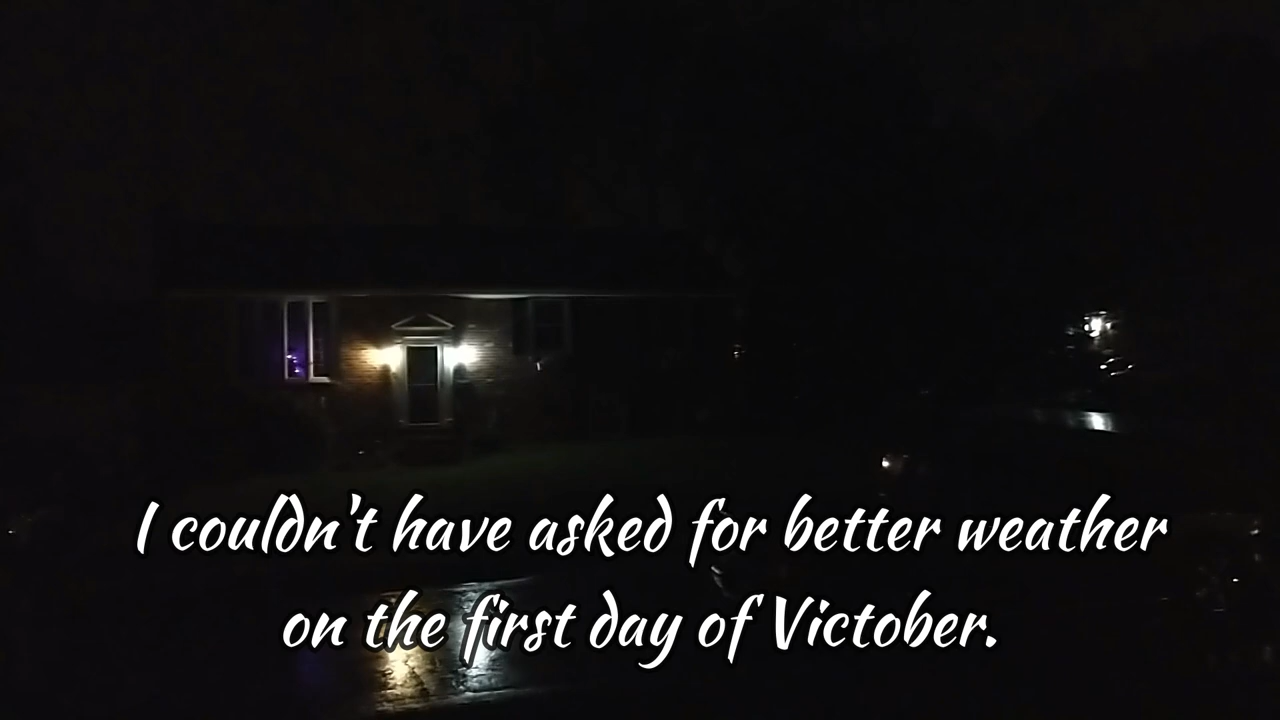 I couldn't have asked for better weather
on the first day of Victober.